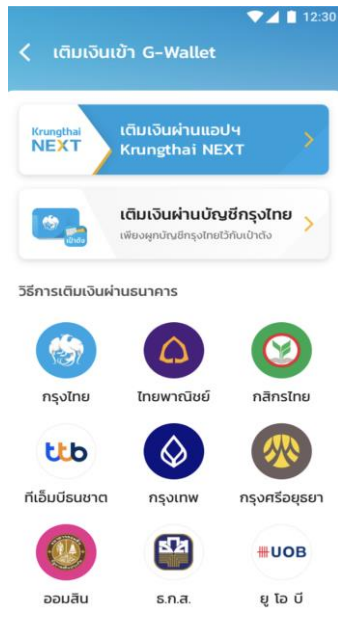 12:30
เติมเงินเข้า G-Wallet
Krungthai
NEXT
เติมเงินผ่านแอปฯ
Krungthai NEXT
เป๋าตัง
เติมเงินผ่านบัญชีกรุงไทย
เพียงผูกบัญชีกรุงไทยไว้กับเป๋าตัง
วิธีการเติมเงินผ่านธนาคาร
กรุงไทย
ไทยพาณิชย์
กสิกรไทย
ttb
ทีเอ็มบีธนชาต
กรุงเทพ
กรุงศรีอยุธยา
UOB
ออมสิน
ธ.ก.ส.
ยู โอ บี